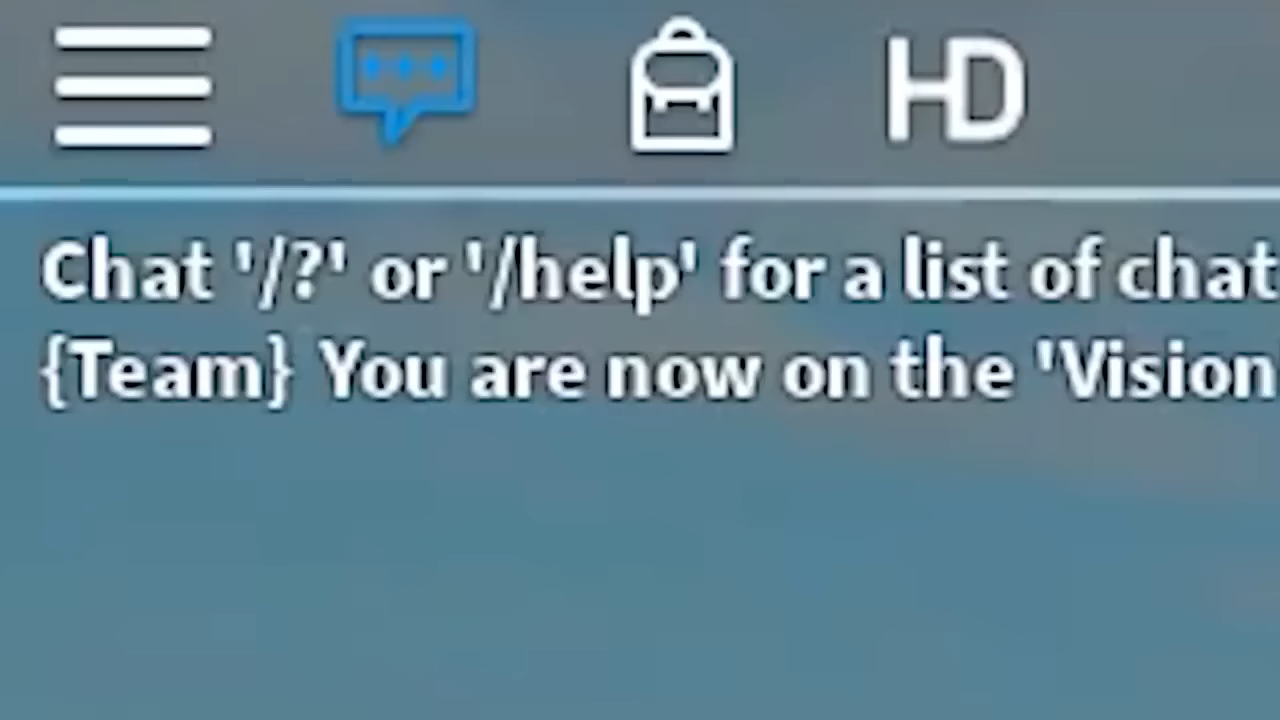 HD
Chat '/?' or '/help' for a list of chat
{Team} You are now on the 'Vision